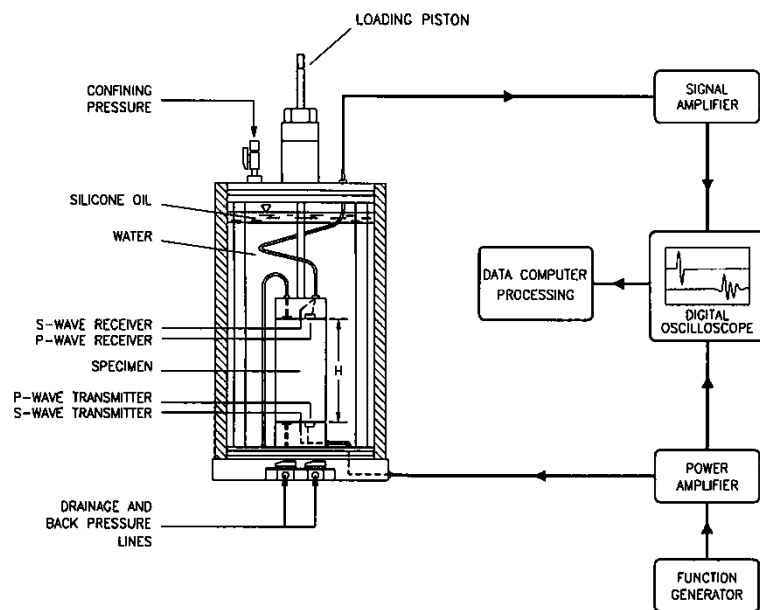 LOADING PISTON
CONFINING
PRESSURE
SIGNAL
AMPLIFIER
SILICONE OIL
WATER
DATA COMPUTER
PROCESSING
DIGITAL
OSCILLOSCOPE
S-WAVE RECEIVER
P-WAVE RECEIVER
SPECIMEN
H
P-WAVE TRANSMITTER
S-WAVE TRANSMITTER
POWER
AMPLIFIER
DRAINAGE AND
BACK PRESSURE
LINES
FUNCTION
GENERATOR